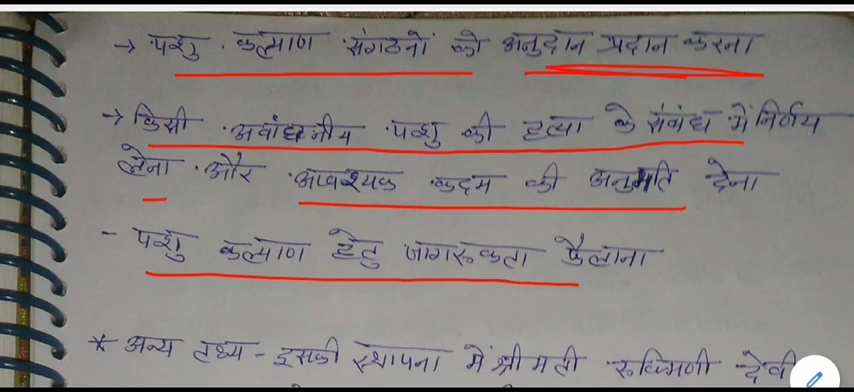 → पशु कल्याण संगठनों को अनुदान प्रदान करना
→ किसी अवांछनीय पशु की हत्या के संबंध में निर्णय
लेना और आवश्यक कदम की अनुमति देना
- पशु कल्याण हेतु जागरूकता फैलाना
* अन्य तथ्य - इसकी स्थापना में श्रीमती रुक्मिणी देवी